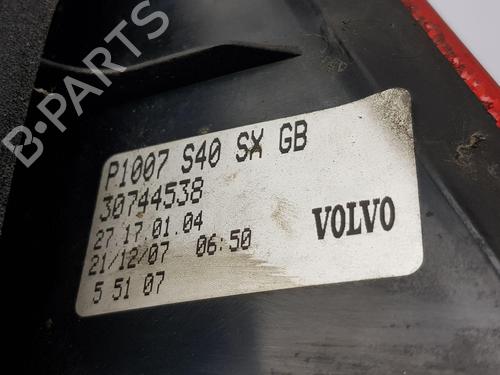 P1007 S40 SX GB
30744538
27.17.01.04
21/12/07 06:50
5 51 07
VOLVO
B-PARTS